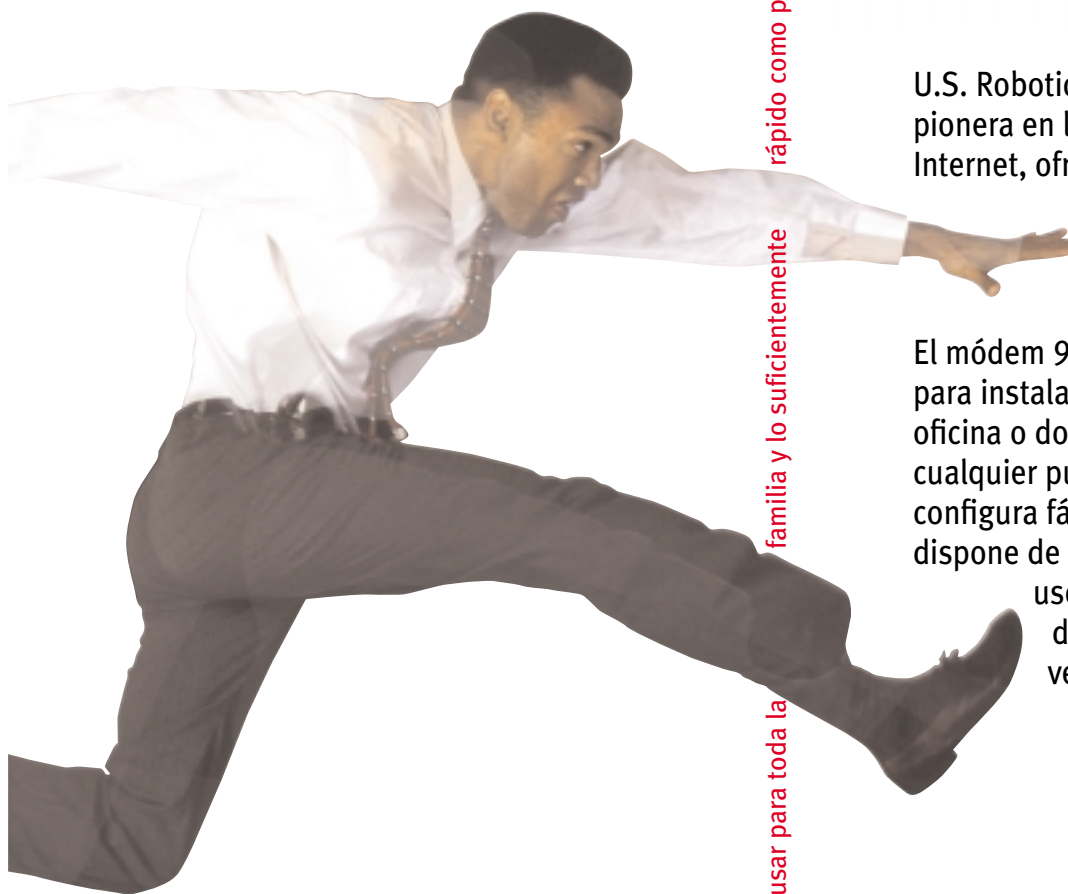 usar para toda la familia y lo suficientemente rápido como p
U.S. Robotic
pionera en l
Internet, ofr
El módem 9
para instala
oficina o do
cualquier pu
configura fá
dispone de
us
d
ve